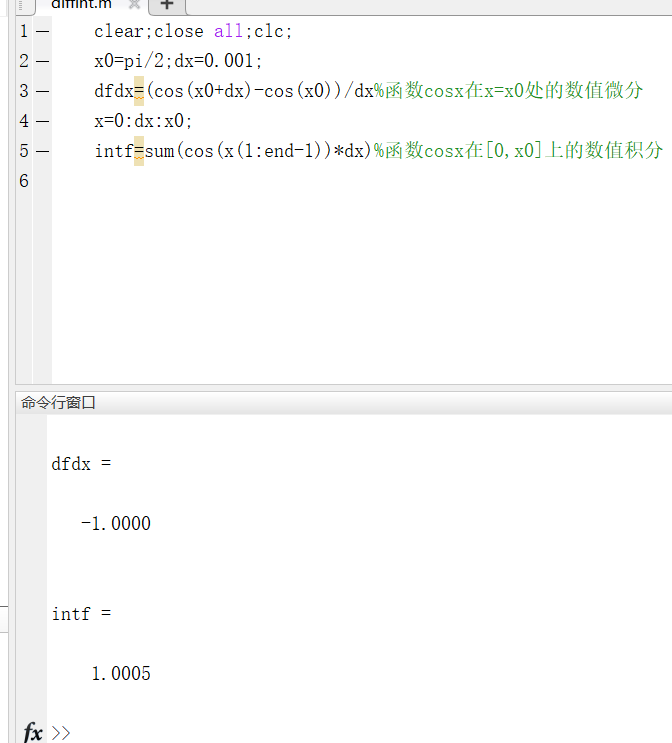 diffint.m
1 — clear;close all;clc;
2 — x0=pi/2;dx=0.001;
3 — dfdx=(cos(x0+dx)-cos(x0))/dx%函数cosx在x=x0处的数值微分
4 — x=0:dx:x0;
5 — intf=sum(cos(x(1:end-1))*dx)%函数cosx在[0,x0]上的数值积分
6
命令行窗口
dfdx =
-1.0000
intf =
1.0005
fx >>